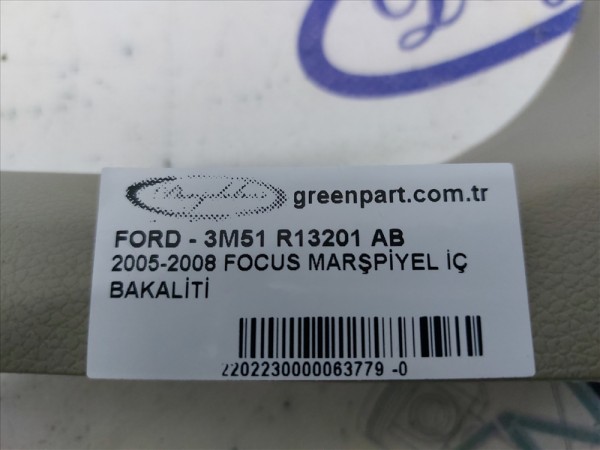 greenpart.com.tr
FORD - 3M51 R13201 AB
2005-2008 FOCUS MARŞPİYEL İÇ
BAKALİTİ
2202230000063779 -0